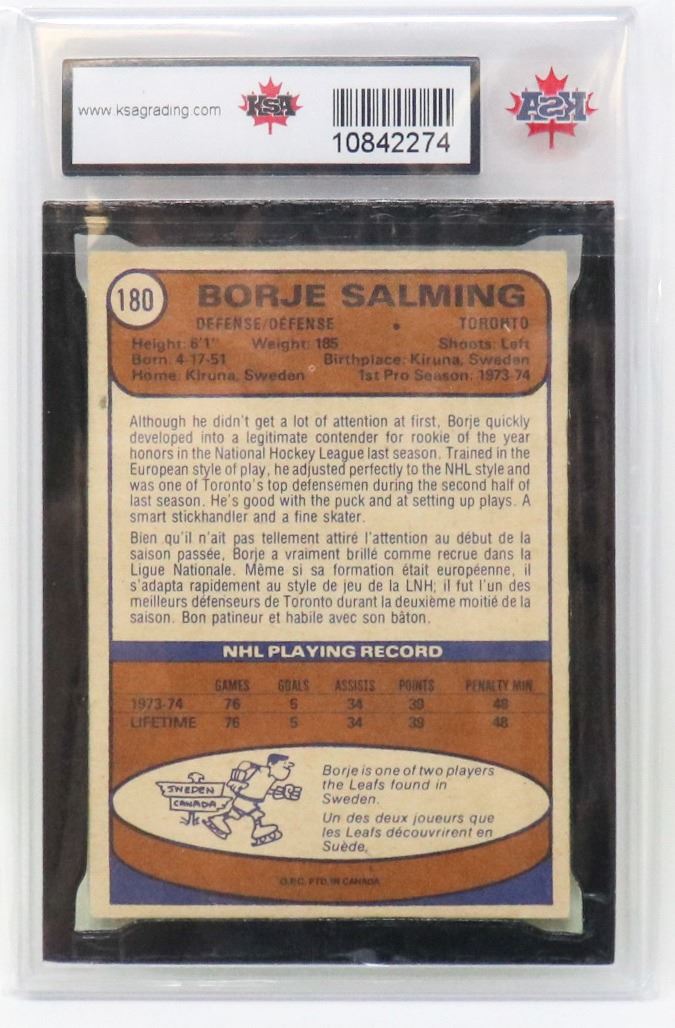 www.ksagrading.com
KSA
10842274
KSA
180
BORJE SALMING
DEFENSE/DÉFENSE • TORONTO
Height: 6'1" Weight: 185 Shoots: Left
Born: 4-17-51 Birthplace: Kiruna, Sweden
Home: Kiruna, Sweden 1st Pro Season: 1973-74
Although he didn't get a lot of attention at first, Borje quickly
developed into a legitimate contender for rookie of the year
honors in the National Hockey League last season. Trained in the
European style of play, he adjusted perfectly to the NHL style and
was one of Toronto's top defensemen during the second half of
last season. He's good with the puck and at setting up plays. A
smart stickhandler and a fine skater.
Bien qu'il n'ait pas tellement attiré l'attention au début de la
saison passée, Borje a vraiment brillé comme recrue dans la
Ligue Nationale. Même si sa formation était européenne, il
s'adapta rapidement au style de jeu de la LNH; il fut l'un des
meilleurs défenseurs de Toronto durant la deuxième moitié de la
saison. Bon patineur et habile avec son bâton.
NHL PLAYING RECORD
GAMES GOALS ASSISTS POINTS PENALTY MIN.
1973-74 76 5 34 39 48
LIFETIME 76 5 34 39 48
SWEDEN
CANADA
Borje is one of two players
the Leafs found in
Sweden.
Un des deux joueurs que
les Leafs découvrirent en
Suède.
O.P.C. PTD. IN CANADA